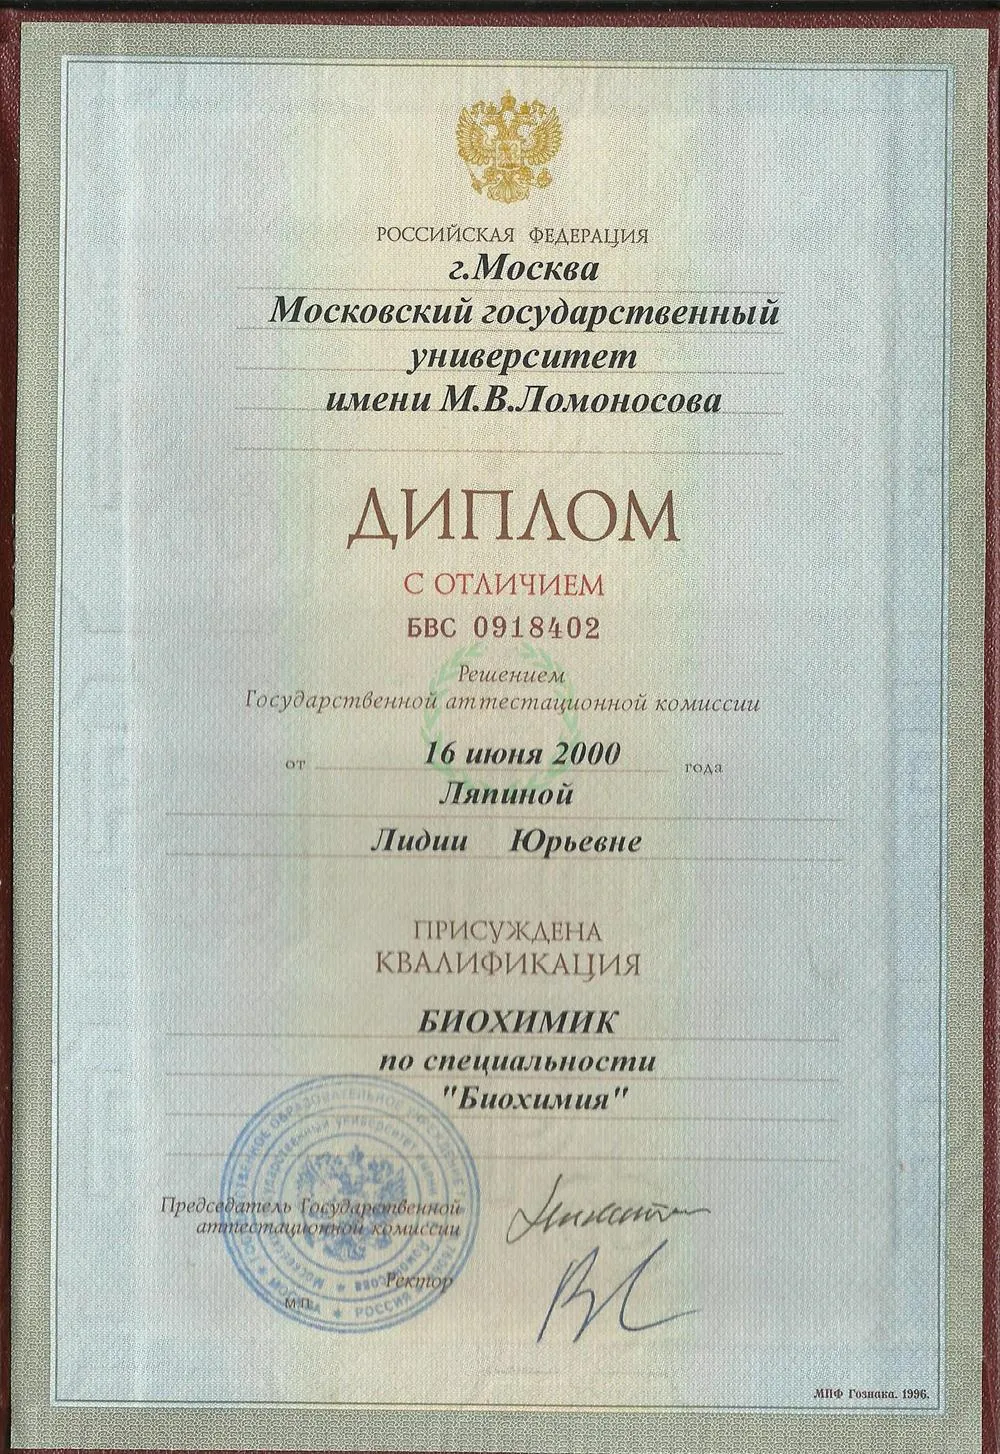 РОССИЙСКАЯ ФЕДЕРАЦИЯ
г.Москва
Московский государственный
университет
имени М.В.Ломоносова
ДИПЛОМ
С ОТЛИЧИЕМ
БВС 0918402
Решением
Государственной аттестационной комиссии
от 16 июня 2000 года
Ляпиной
Лидии Юрьевне
ПРИСУЖДЕНА
КВАЛИФИКАЦИЯ
БИОХИМИК
по специальности
"Биохимия"
Председатель Государственной
аттестационной комиссии
Ректор
М.П.
МОСКВА * РОССИЯ
МПФ Гознака. 1996.